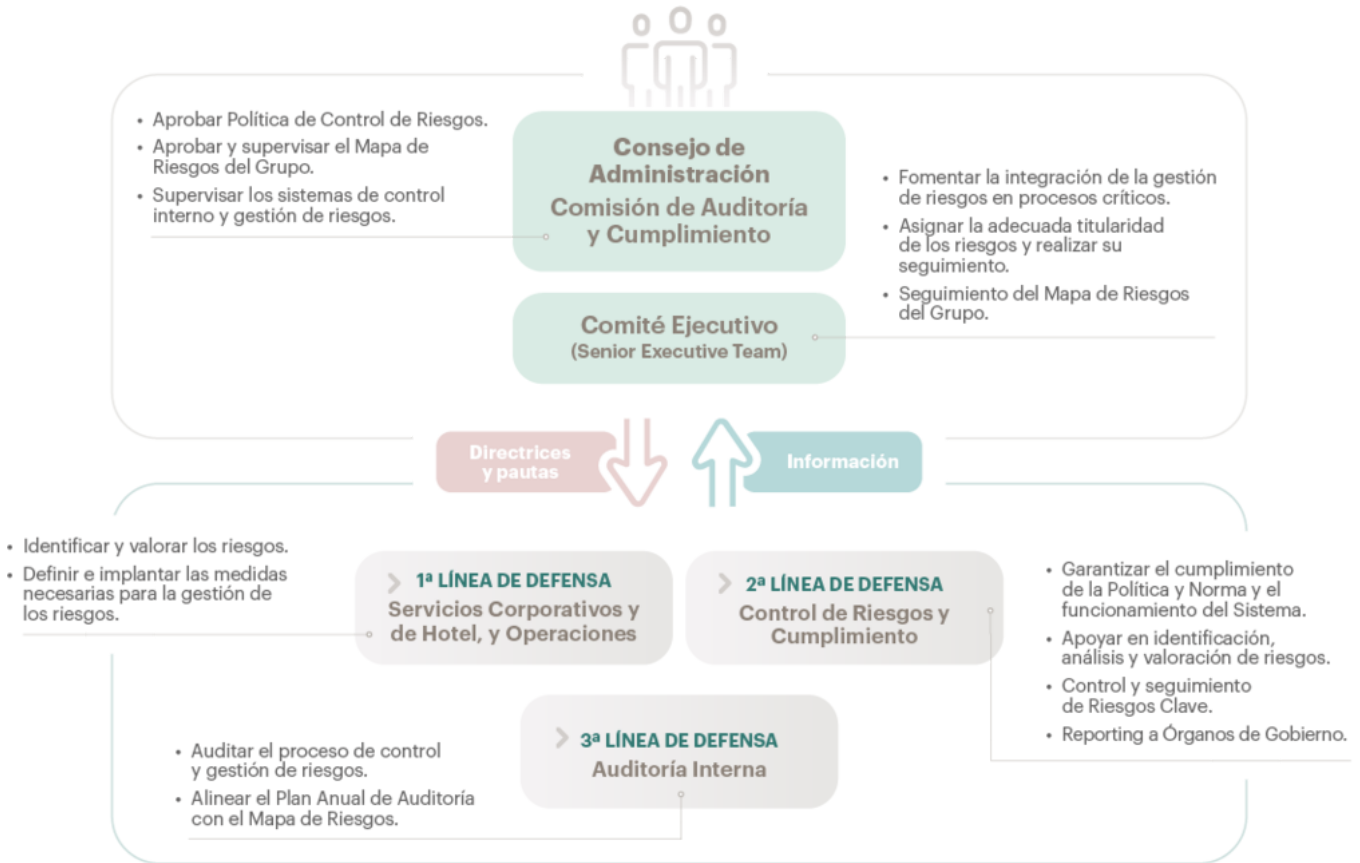 • Aprobar Política de Control de Riesgos.
• Aprobar y supervisar el Mapa de
Riesgos del Grupo.
• Supervisar los sistemas de control
interno y gestión de riesgos.
Consejo de
Administración
Comisión de Auditoría
y Cumplimiento
• Fomentar la integración de la gestión
de riesgos en procesos críticos.
• Asignar la adecuada titularidad
de los riesgos y realizar su
seguimiento.
• Seguimiento del Mapa de Riesgos
del Grupo.
Comité Ejecutivo
(Senior Executive Team)
Directrices
y pautas
Información
• Identificar y valorar los riesgos.
• Definir e implantar las medidas
necesarias para la gestión de
los riesgos.
1ª LÍNEA DE DEFENSA
Servicios Corporativos y
de Hotel, y Operaciones
2ª LÍNEA DE DEFENSA
Control de Riesgos y
Cumplimiento
• Garantizar el cumplimiento
de la Política y Norma y el
funcionamiento del Sistema.
• Apoyar en identificación,
análisis y valoración de riesgos.
• Control y seguimiento
de Riesgos Clave.
• Reporting a Órganos de Gobierno.
• Auditar el proceso de control
y gestión de riesgos.
• Alinear el Plan Anual de Auditoría
con el Mapa de Riesgos.
3ª LÍNEA DE DEFENSA
Auditoría Interna